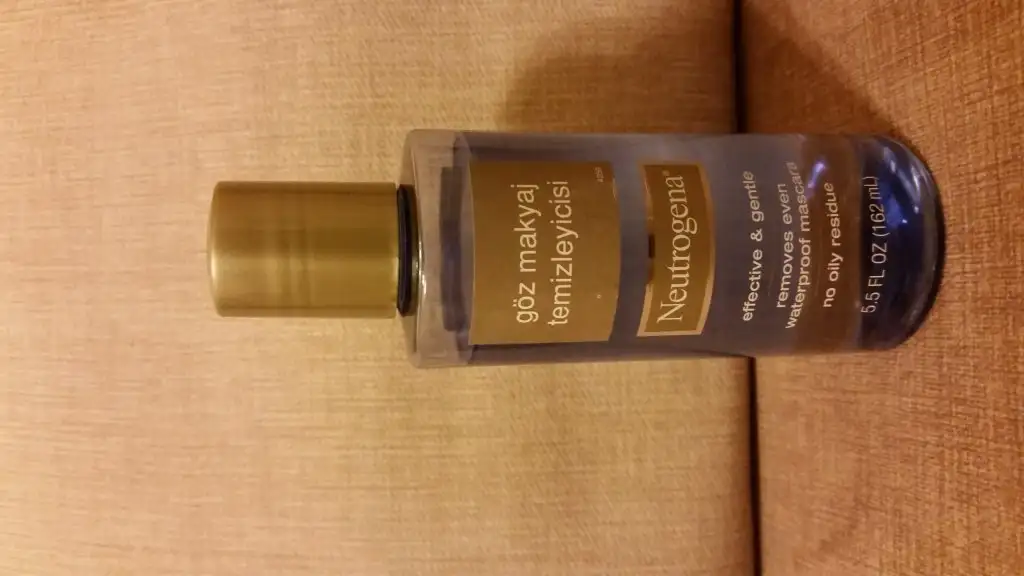 göz makyaj
temizleyicisi
Neutrogena®
effective & gentle
removes even
waterproof mascara
no oily residue
5.5 FL OZ (162 mL)